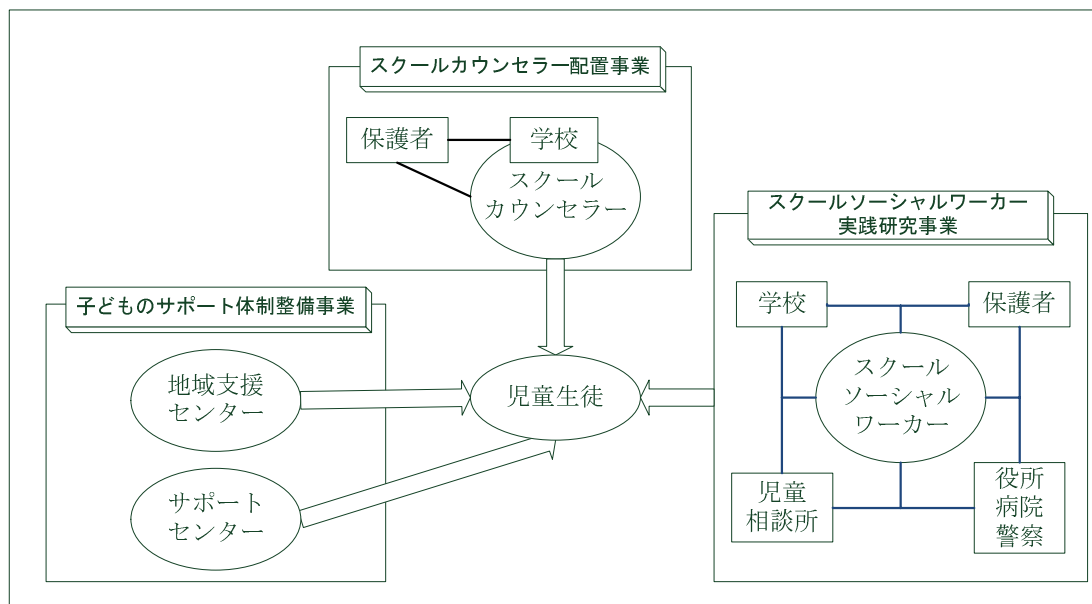 スクールカウンセラー配置事業
保護者
学校
スクール
カウンセラー
スクールソーシャルワーカー
実践研究事業
学校
保護者
スクール
ソーシャル
ワーカー
児童
相談所
役所
病院
警察
子どものサポート体制整備事業
地域支援
センター
サポート
センター
児童生徒